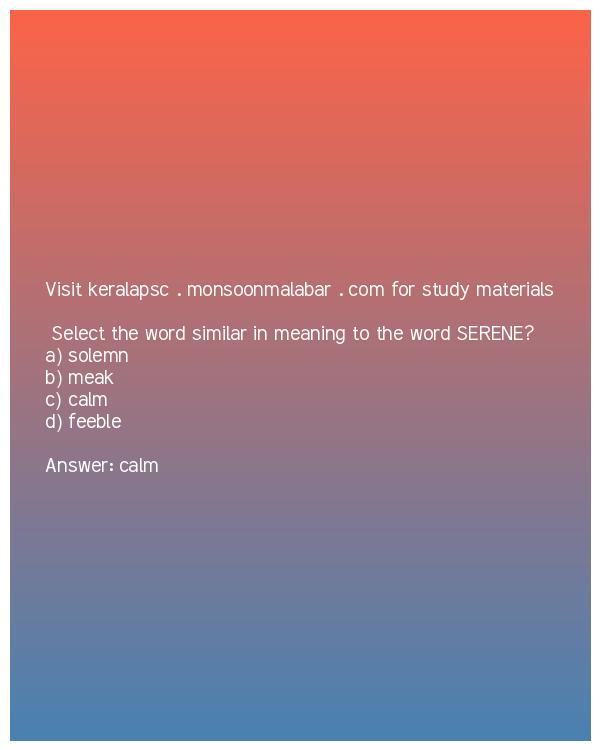 Visit keralapsc . monsoonmalabar . com for study materials
Select the word similar in meaning to the word SERENE?
a) solemn
b) meak
c) calm
d) feeble
Answer: calm